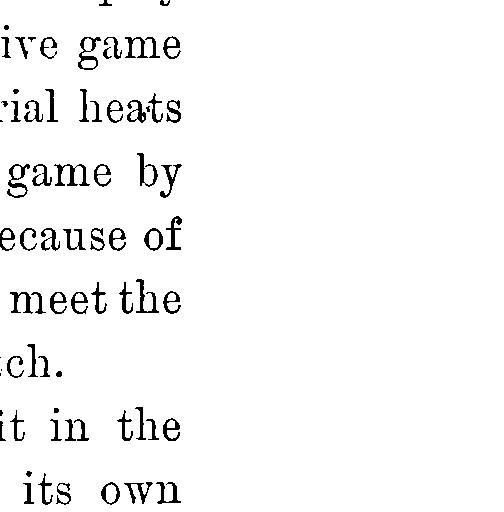 ive game
rial heats
game by
ecause of
meet the
ch.
it in the
its own